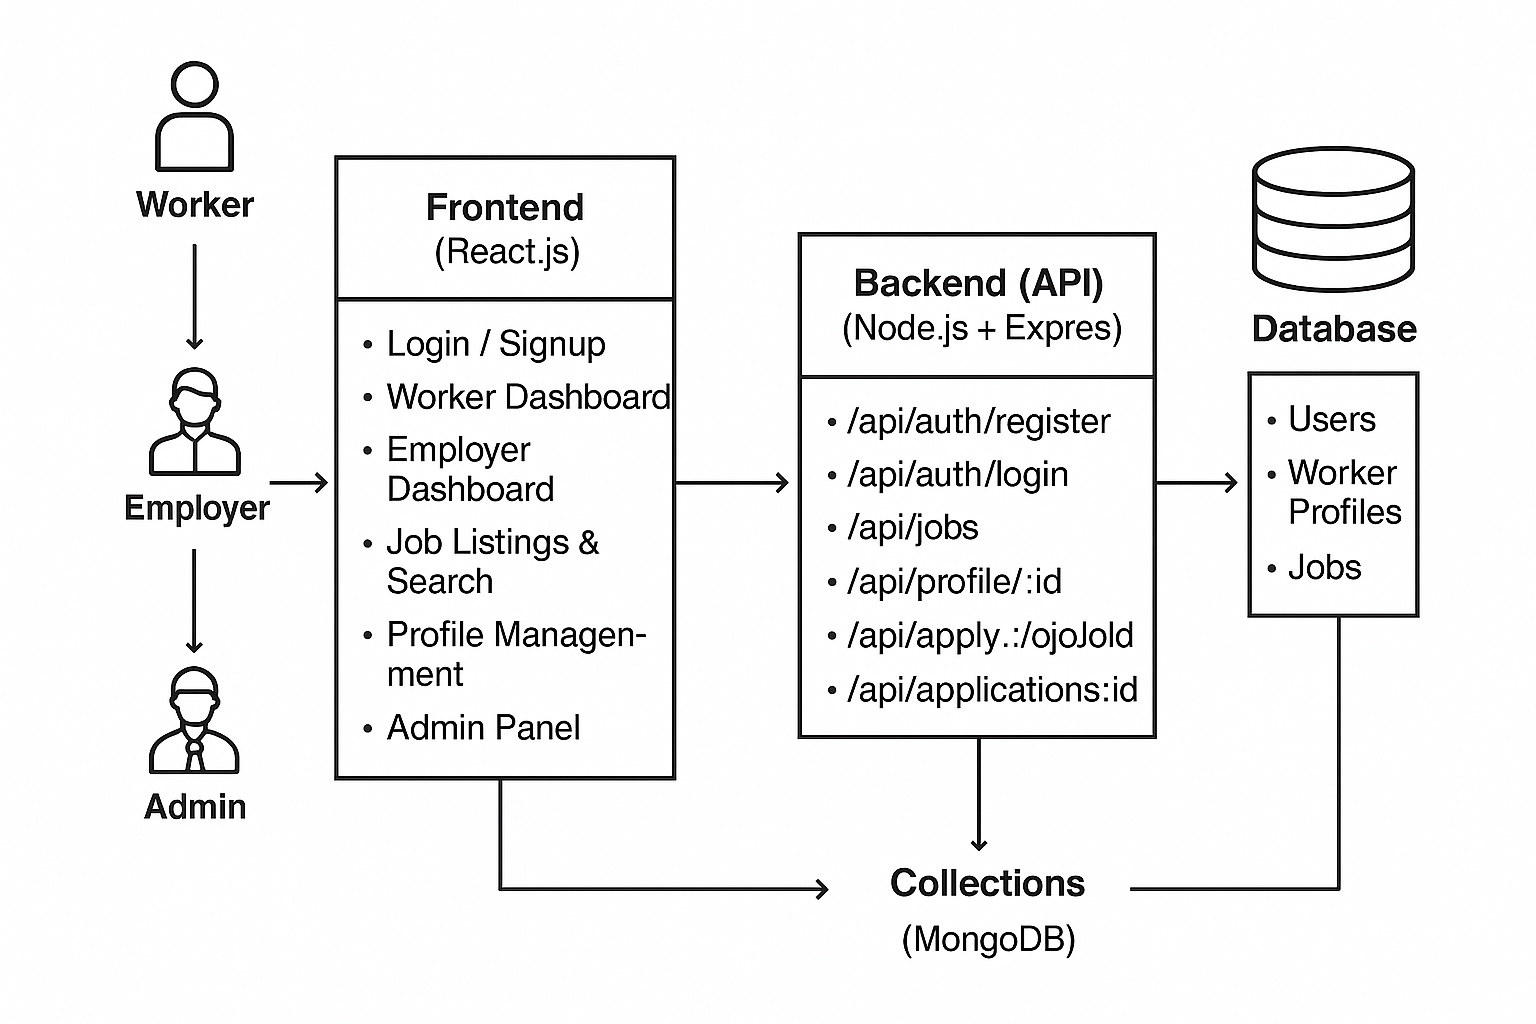 Worker
Employer
Admin
Frontend
(React.js)
• Login / Signup
• Worker Dashboard
• Employer
Dashboard
• Job Listings &
Search
• Profile Managen-
ment
• Admin Panel
Backend (API)
(Node.js + Expres)
• /api/auth/register
• /api/auth/login
• /api/jobs
• /api/profile/:id
• /api/apply.:/ojoJold
• /api/applications:id
Database
• Users
• Worker
Profiles
• Jobs
Collections
(MongoDB)